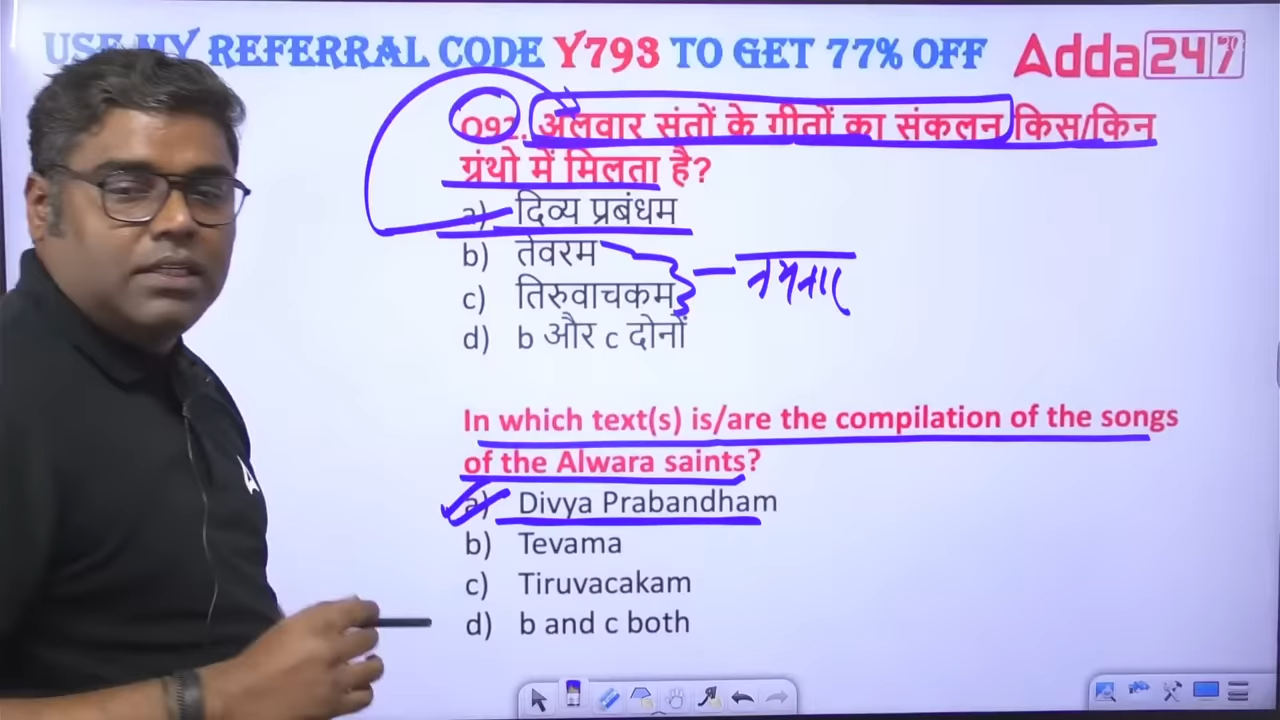 USE MY REFERRAL CODE Y793 TO GET 77% OFF
Adda247
Q92. अलवार संतों के गीतों का संकलन किस/किन
ग्रंथो में मिलता है?
a) दिव्य प्रबंधम
b) तेवरम
c) तिरुवाचकम
नयनार
d) b और c दोनों
In which text(s) is/are the compilation of the songs
of the Alwara saints?
a) Divya Prabandham
b) Tevama
c) Tiruvacakam
d) b and c both